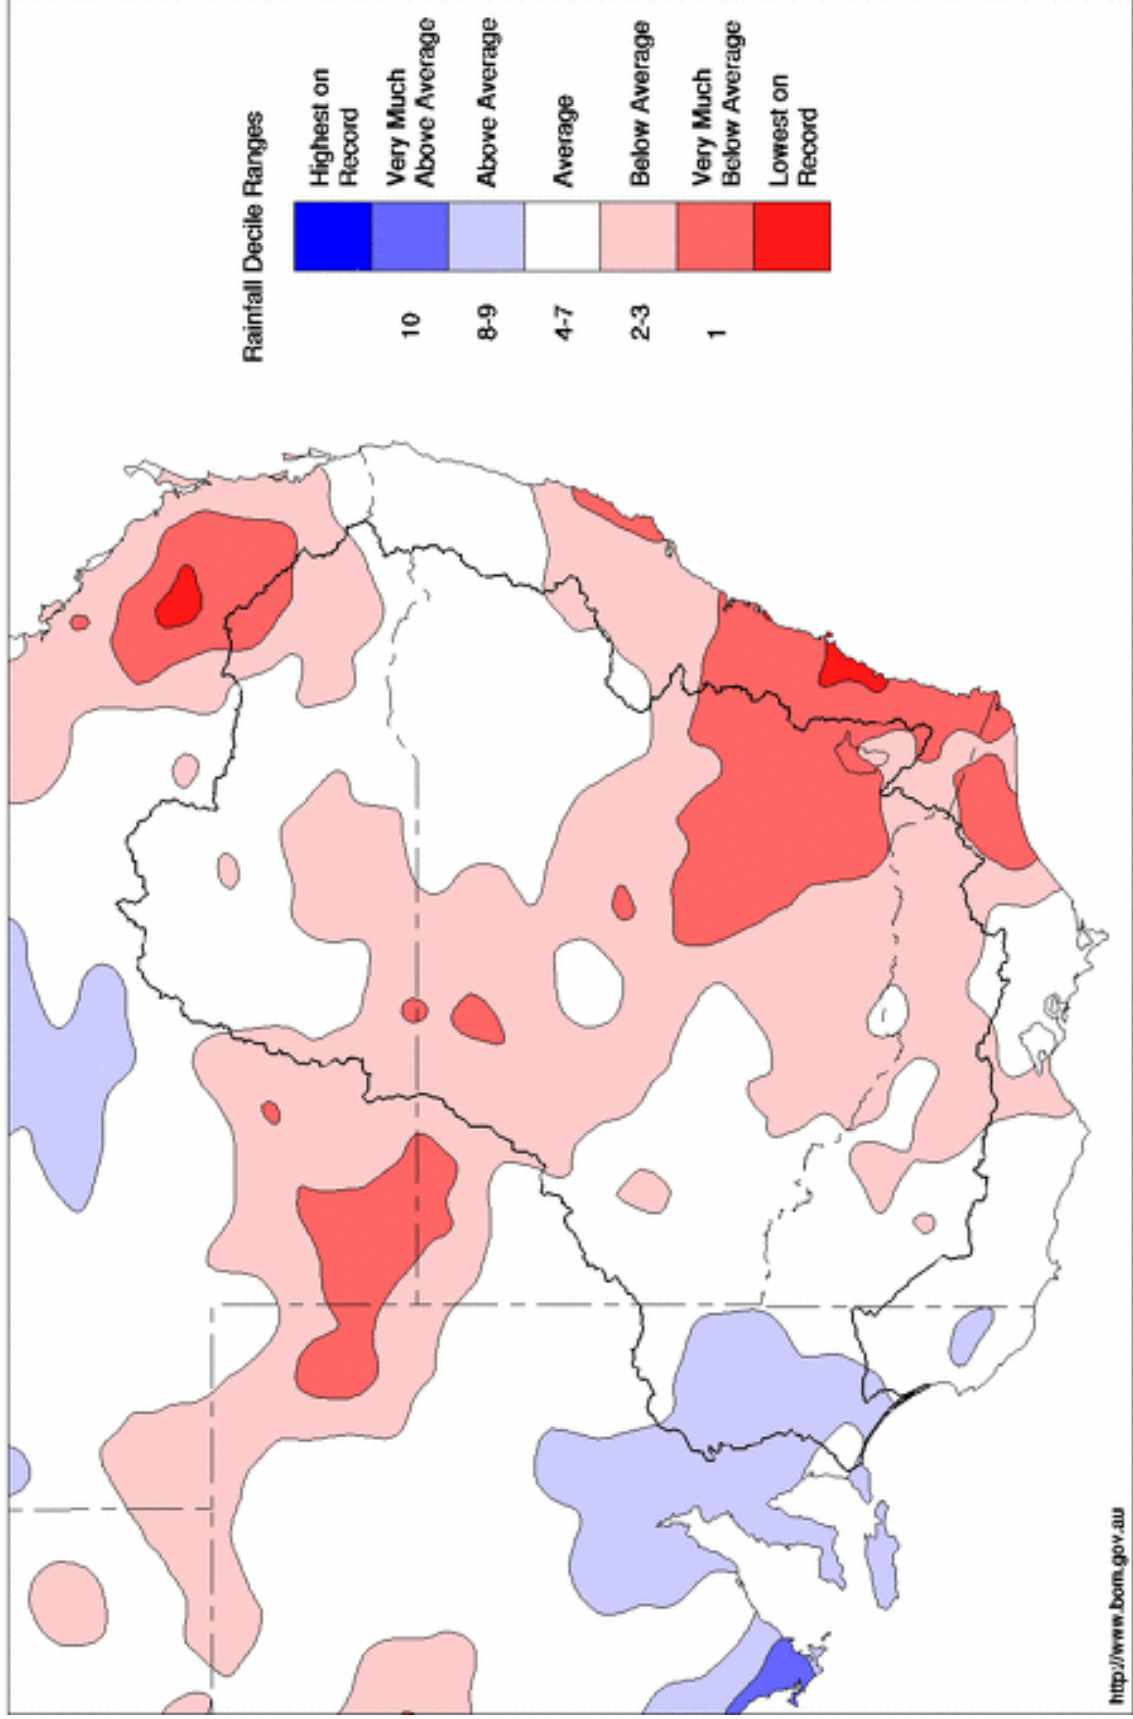 Rainfall Decile Ranges
Highest on
Record
10
Very Much
Above Average
8-9
Above Average
4-7
Average
2-3
Below Average
1
Very Much
Below Average
Lowest on
Record
http://www.bom.gov.au